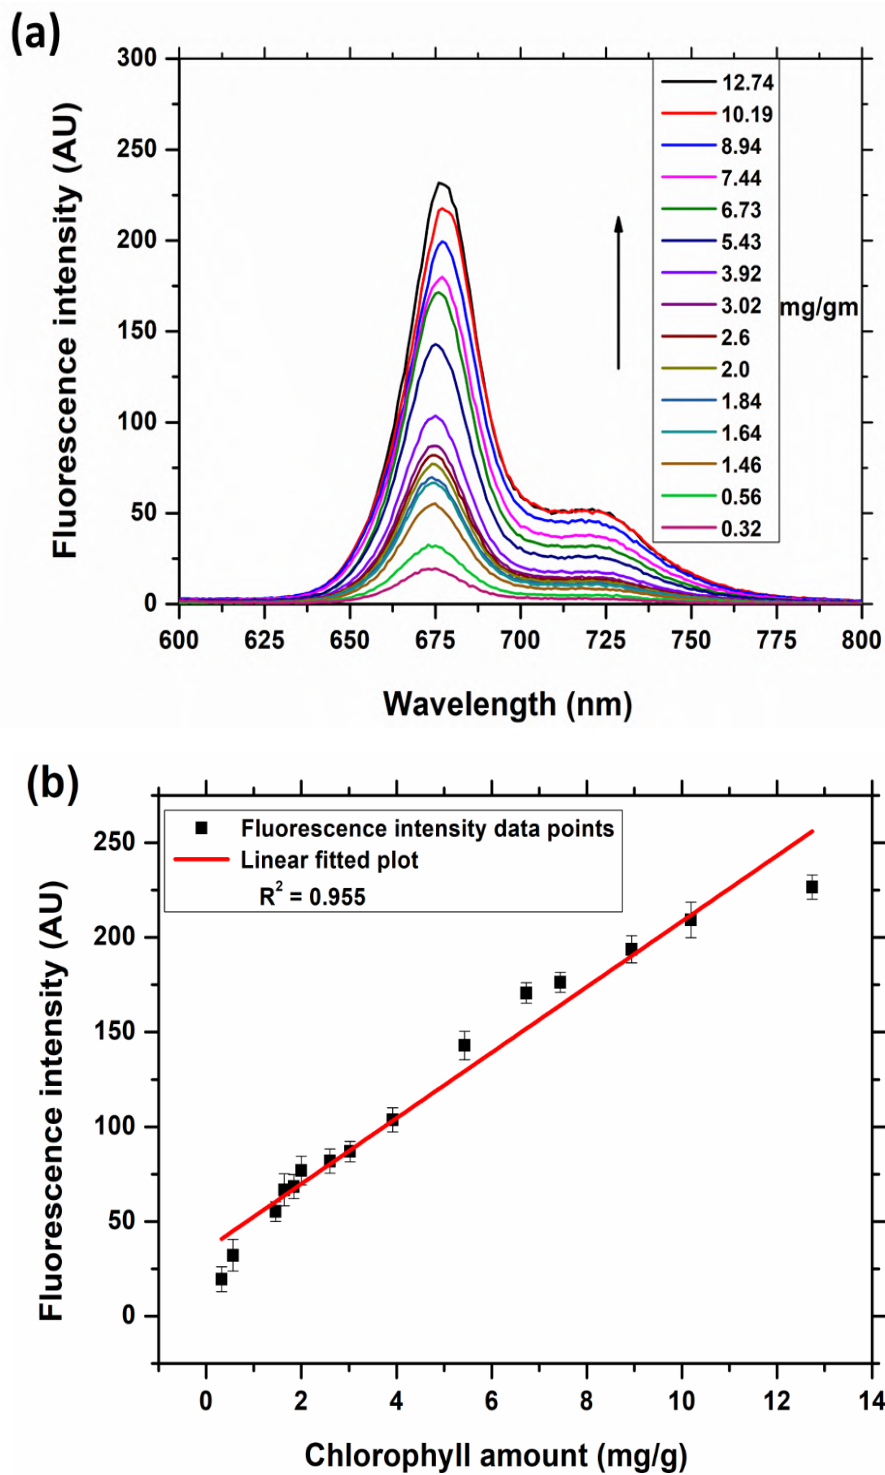 (a)
300
250
200
150
100
50
0
Fluorescence intensity (AU)
12.74
10.19
8.94
7.44
6.73
5.43
3.92
3.02
2.6
2.0
1.84
1.64
1.46
0.56
0.32
mg/gm
600 625 650 675 700 725 750 775 800
Wavelength (nm)
(b)
Fluorescence intensity data points
Linear fitted plot
R² = 0.955
250
200
150
100
50
0
Fluorescence intensity (AU)
0 2 4 6 8 10 12 14
Chlorophyll amount (mg/g)